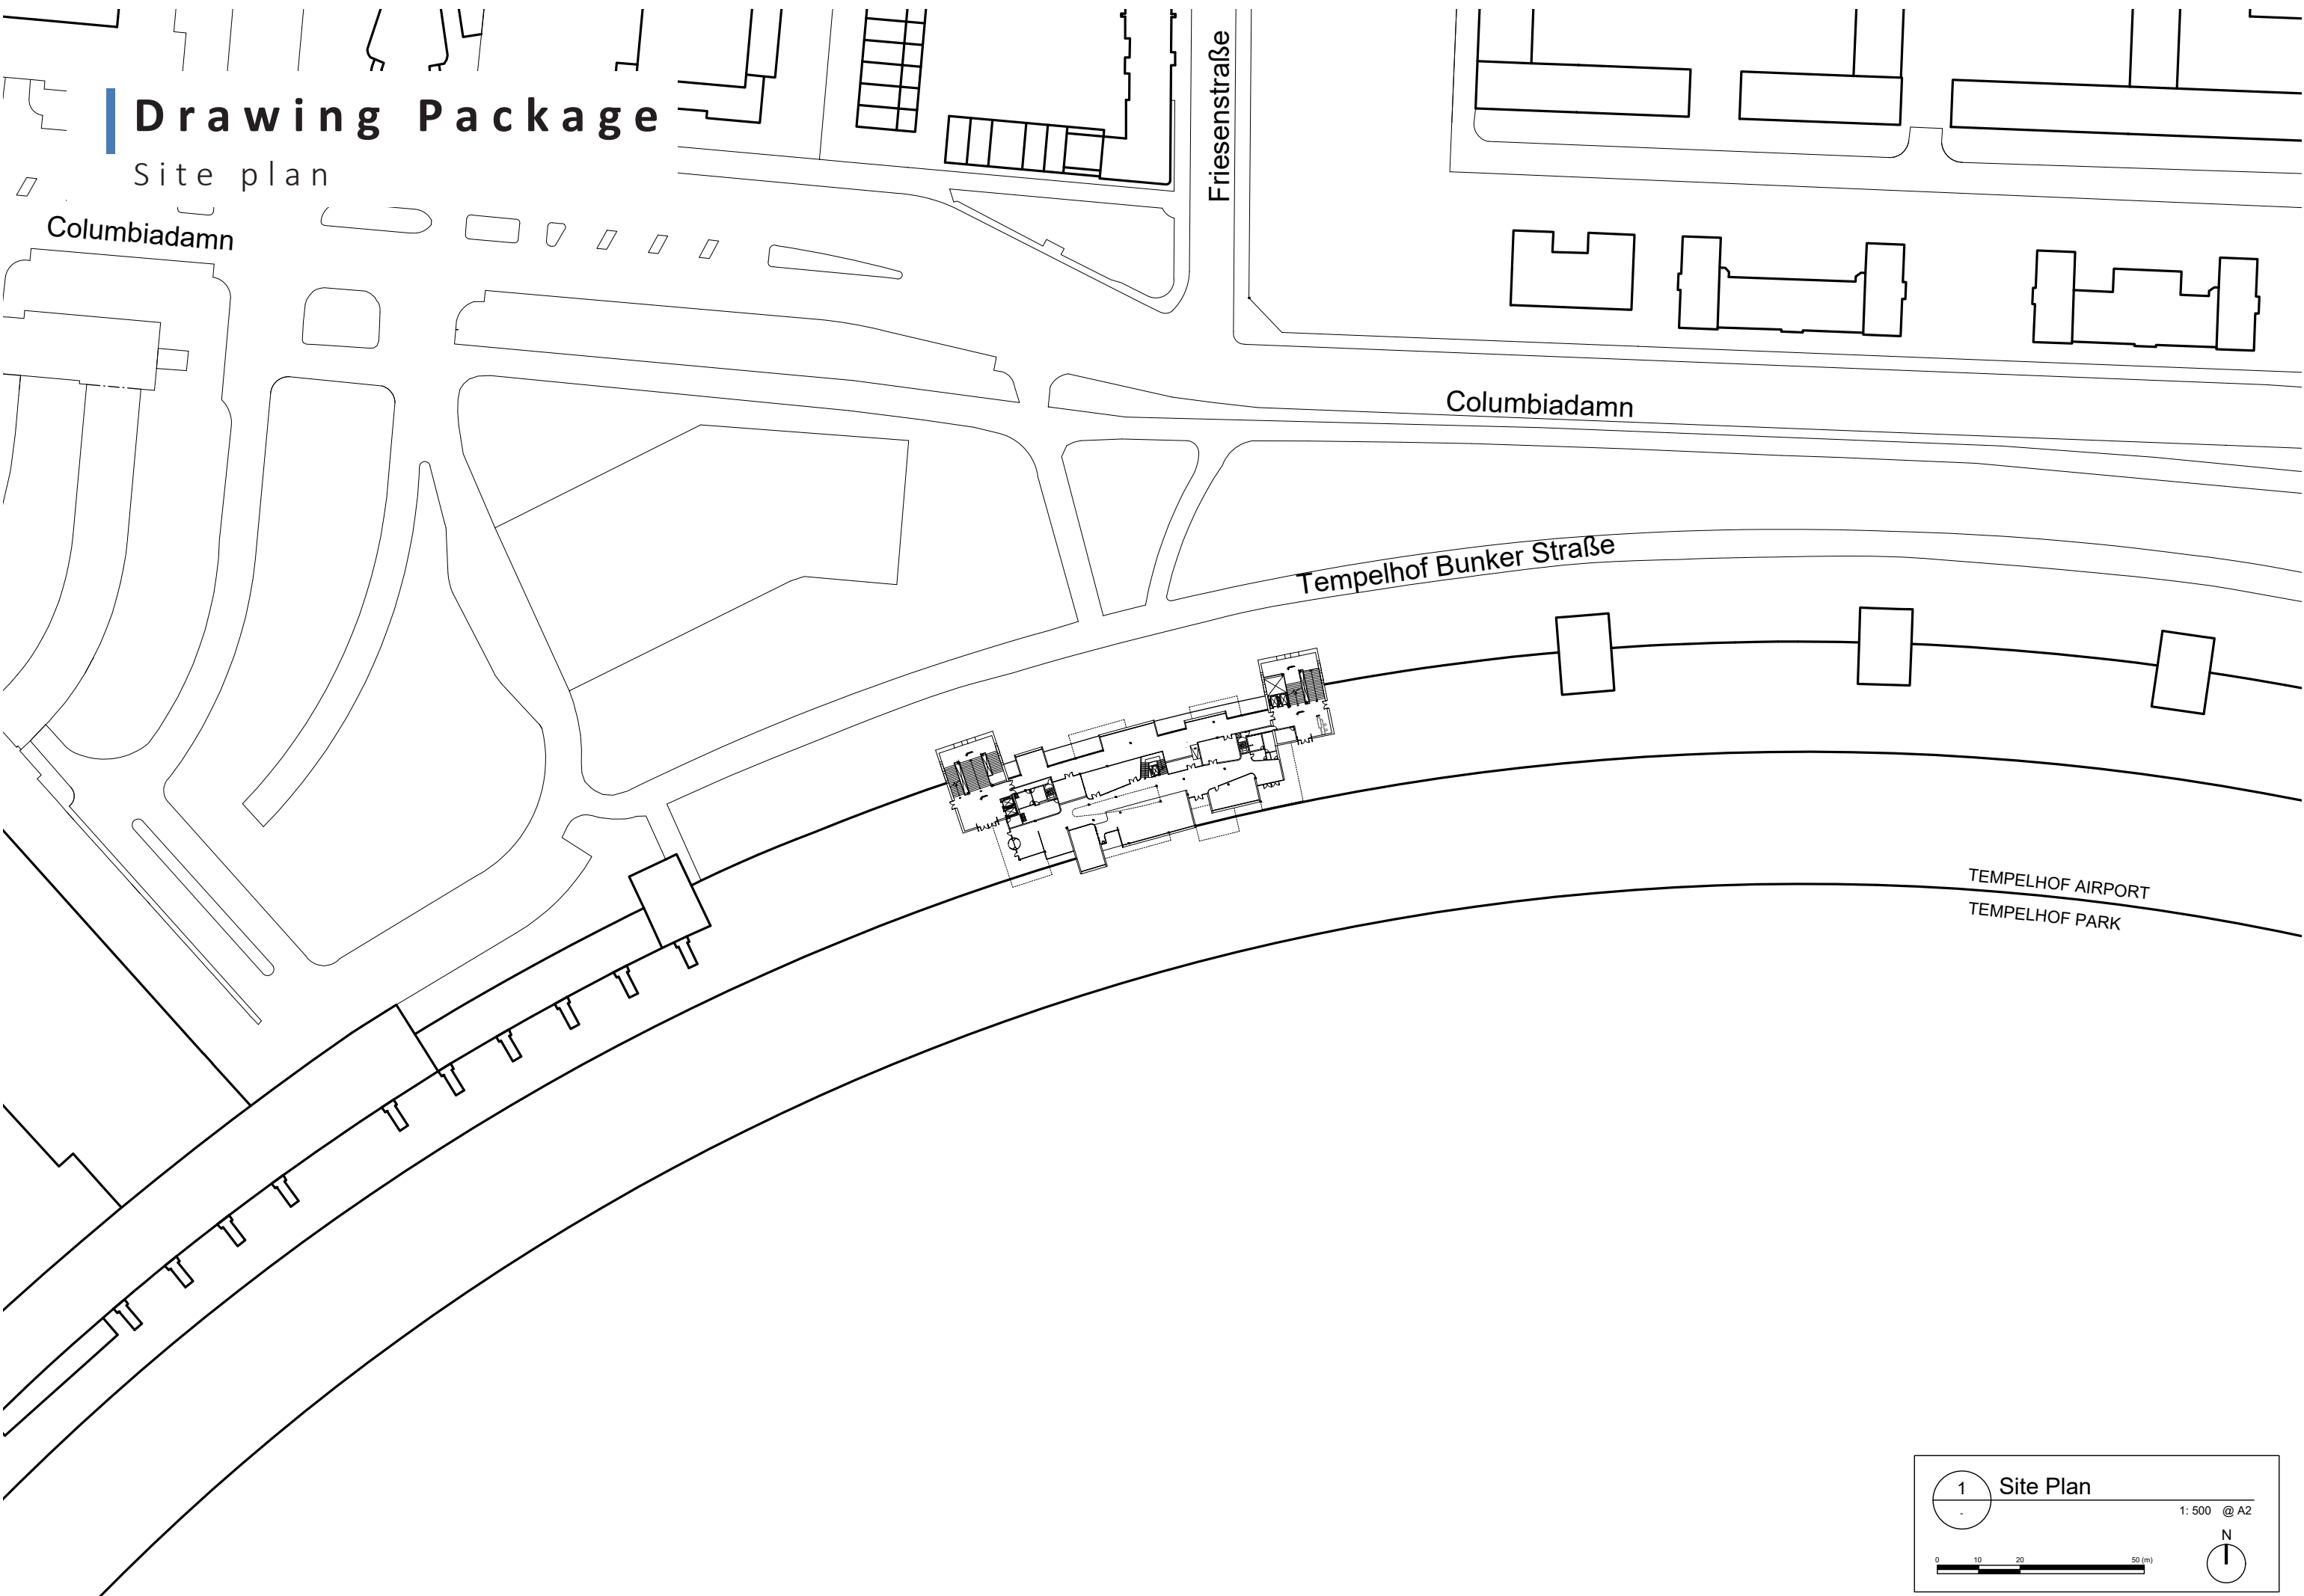 Drawing Package
Site plan
Friesenstraße
Columbiadamn
Columbiadamn
Tempelhof Bunker Straße
TEMPELHOF AIRPORT
TEMPELHOF PARK
1 Site Plan
-
1: 500 @ A2
N
0 10 20 50 (m)